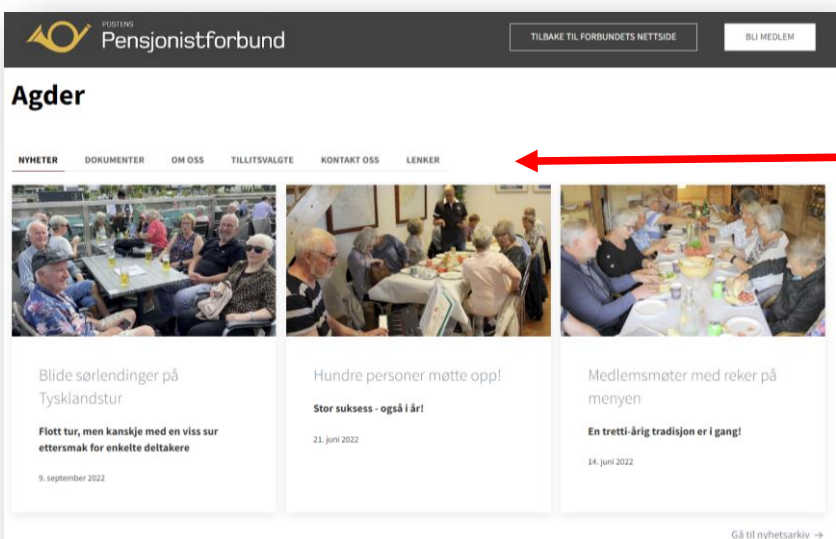 POSTENS
Pensjonistforbund
TILBAKE TIL FORBUNDETS NETTSIDE
BLI MEDLEM
Agder
NYHETER DOKUMENTER OM OSS TILLITSVALGTE KONTAKT OSS LENKER
Blide sørlendinger på
Tysklandstur
Flott tur, men kanskje med en viss sur
ettersmak for enkelte deltakere
9. september 2022
Hundre personer møtte opp!
Stor suksess - også i år!
21. juni 2022
Medlemsmøter med reker på
menyen
En tretti-årig tradisjon er i gang!
14. juni 2022
Gå til nyhetsarkiv →